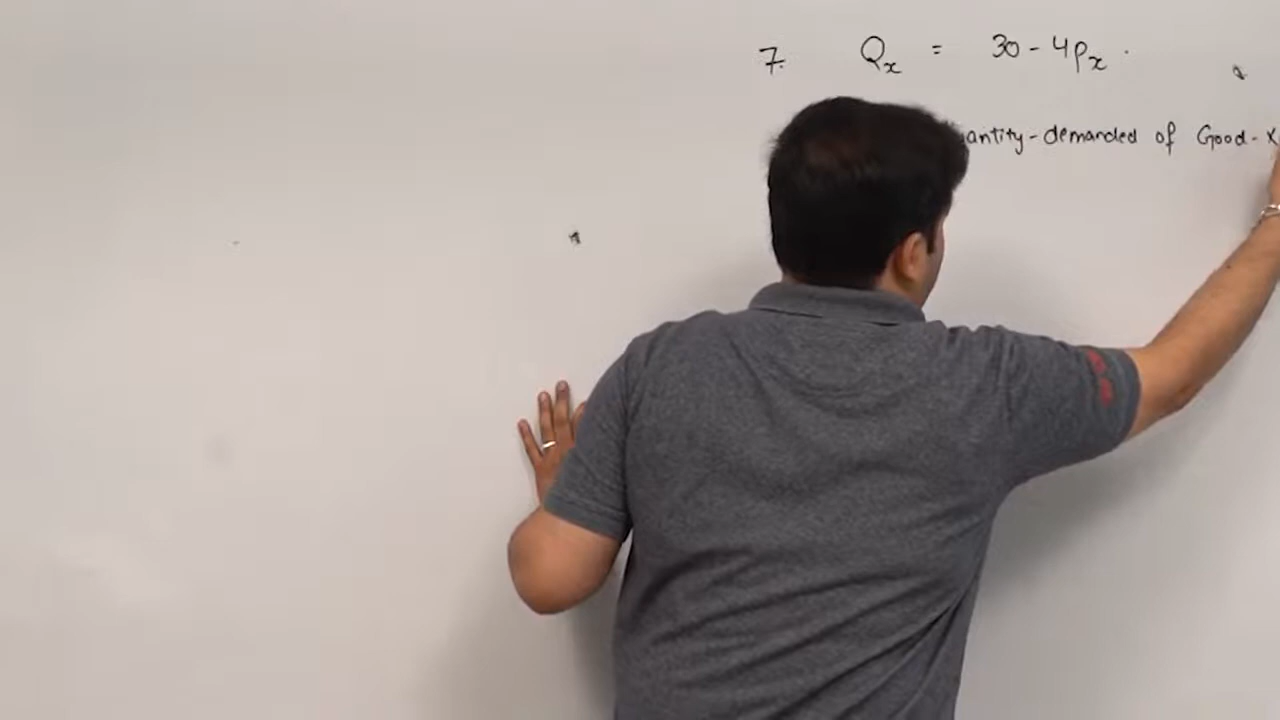 7. Qₓ = 30 - 4pₓ.
antity-demanded of Good-X